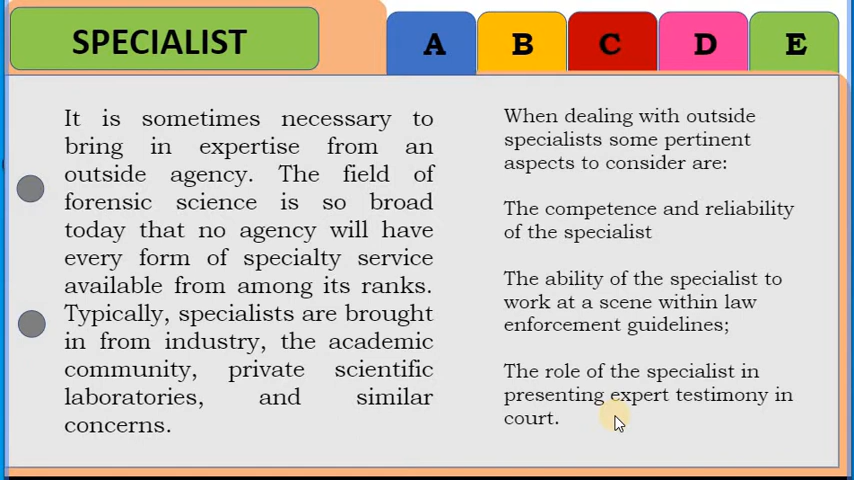 SPECIALIST
A B C D E
It is sometimes necessary to
bring in expertise from an
outside agency. The field of
forensic science is so broad
today that no agency will have
every form of specialty service
available from among its ranks.
Typically, specialists are brought
in from industry, the academic
community, private scientific
laboratories, and similar
concerns.
When dealing with outside
specialists some pertinent
aspects to consider are:
The competence and reliability
of the specialist
The ability of the specialist to
work at a scene within law
enforcement guidelines;
The role of the specialist in
presenting expert testimony in
court.